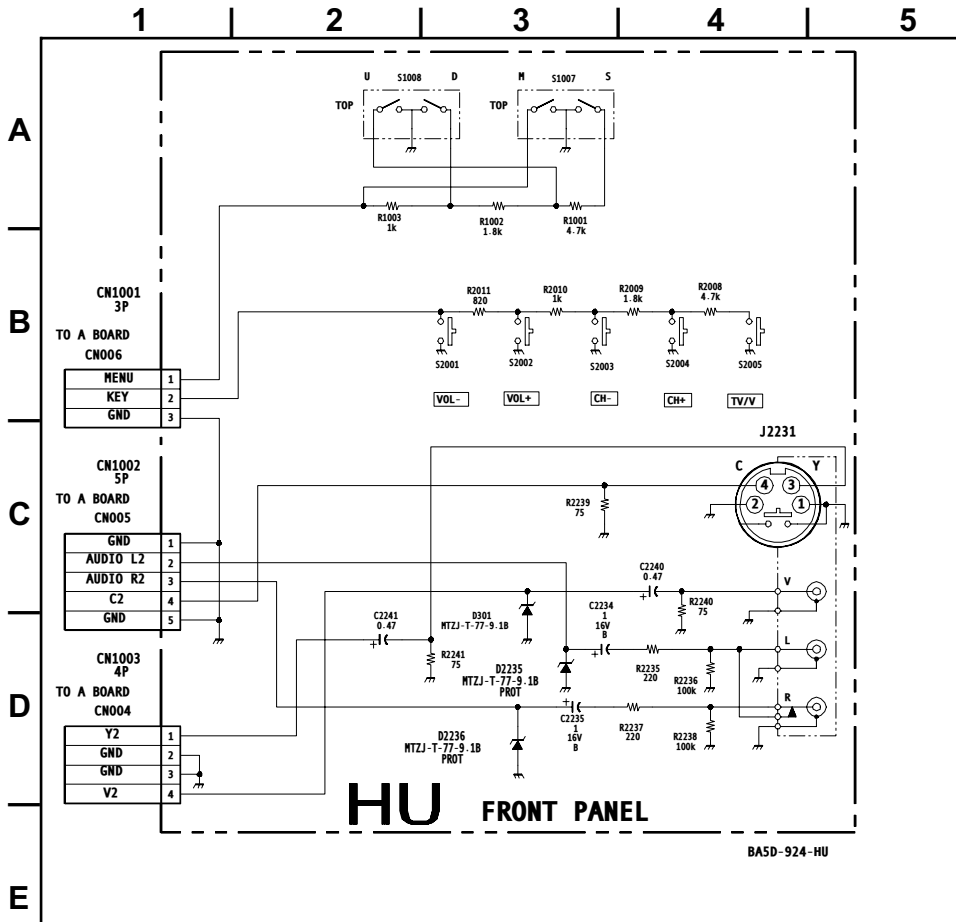 1 2 3 4 5
A
U S1008 D M S1007 S
TOP TOP
R1003
1k
R1002
1.8k
R1001
4.7k
B
CN1001
3P
TO A BOARD
CN006
MENU 1
KEY 2
GND 3
R2011
820
R2010
1k
R2009
1.8k
R2008
4.7k
S2001 S2002 S2003 S2004 S2005
VOL- VOL+ CH- CH+ TV/V
C
CN1002
5P
TO A BOARD
CN005
GND 1
AUDIO L2 2
AUDIO R2 3
C2 4
GND 5
J2231
C Y
4 3
2 1
R2239
75
C2240
0.47
+
R2240
75
V
D301
MTZJ-T-77-9.1B
C2241
0.47
+
R2241
75
C2234
1
16V
B
+
R2235
220
R2236
100k
L
D
CN1003
4P
TO A BOARD
CN004
Y2 1
GND 2
GND 3
V2 4
D2235
MTZJ-T-77-9.1B
PROT
+
C2235
1
16V
B
R2237
220
R2238
100k
R
D2236
MTZJ-T-77-9.1B
PROT
HU FRONT PANEL
BA5D-924-HU
E